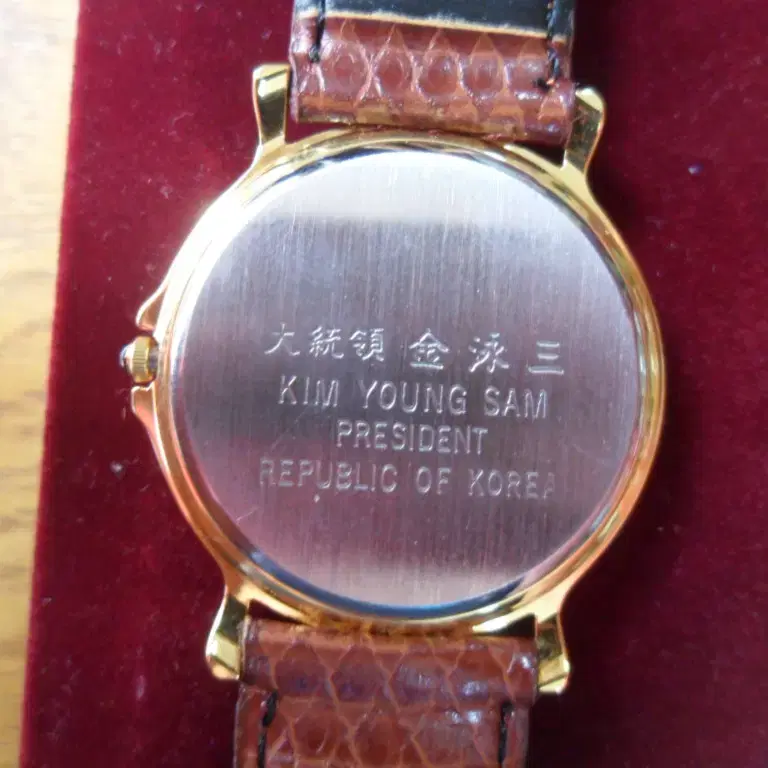 大統領 金泳三
KIM YOUNG SAM
PRESIDENT
REPUBLIC OF KOREA